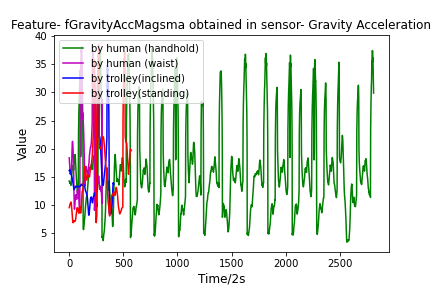 Feature- fGravityAccMagsma obtained in sensor- Gravity Acceleration
by human (handhold)
by human (waist)
by trolley(inclined)
by trolley(standing)
Value
40
35
30
25
20
15
10
5
0
500
1000
1500
2000
2500
Time/2s